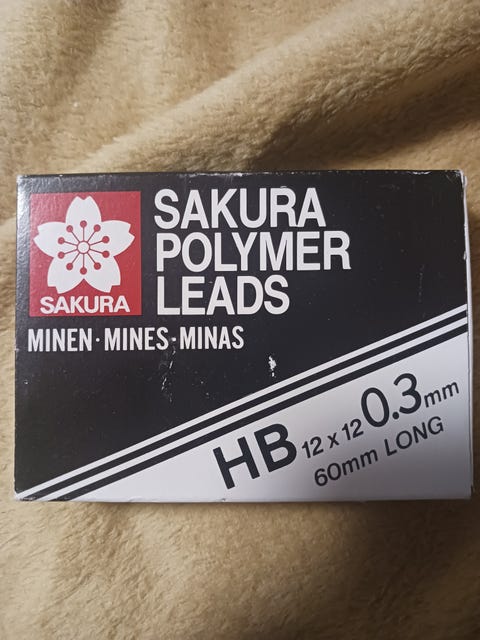 SAKURA
POLYMER
LEADS
SAKURA
MINEN·MINES·MINAS
HB 12 x 12 0.3mm
60mm LONG